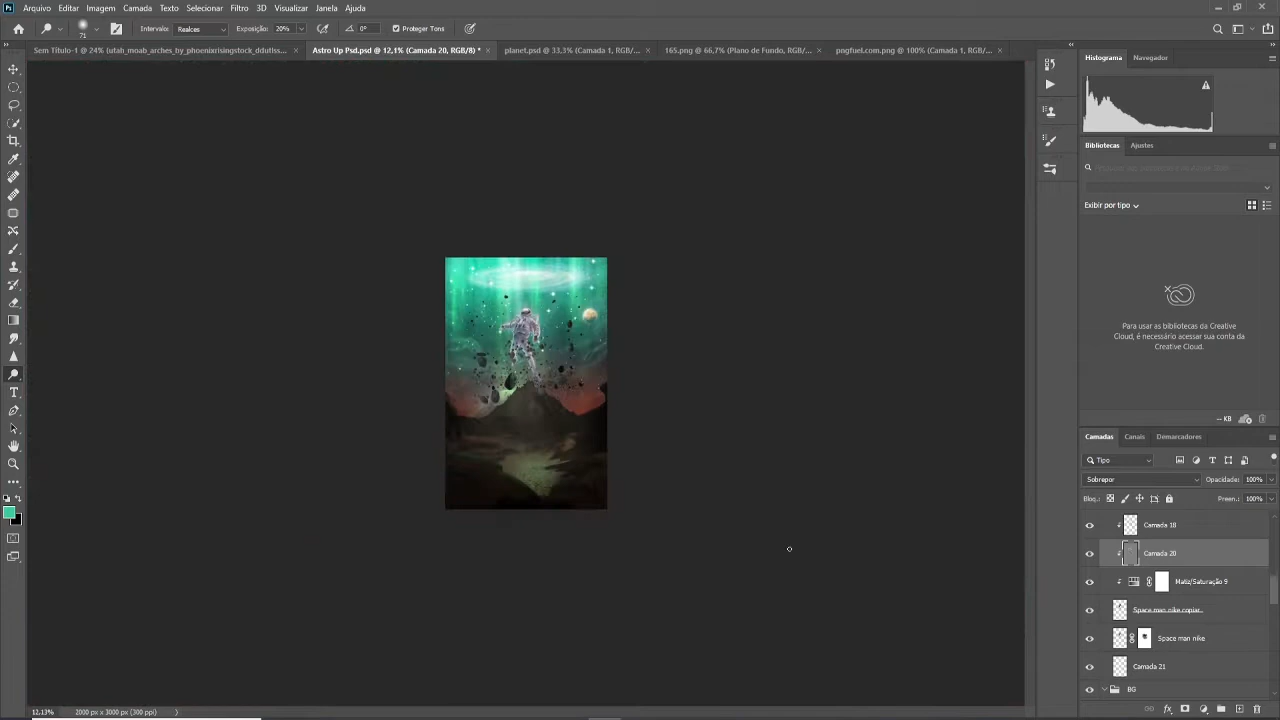 Arquivo Editar Imagem Camada Texto Selecionar Filtro 3D Visualizar Janela Ajuda
Intervalo: Realces Exposição: 20% 0° Proteger Tons
Sem Título-1 @ 24% (utah_moab_arches_by_phoenixrisingstock_ddutlss... × Astro Up Psd.psd @ 12,1% (Camada 20, RGB/8) * × planet.psd @ 33,3% (Camada 1, RGB/... × 165.png @ 66,7% (Plano de Fundo, RGB/... × pngfuel.com.png @ 100% (Camada 1, RGB/... ×
Histograma Navegador
Bibliotecas Ajustes
Exibir por tipo
Para usar as bibliotecas da Creative
Cloud, é necessário acessar sua conta da
Creative Cloud.
-- KB
Camadas Canais Demarcadores
Tipo
Sobrepor Opacidade: 100%
Bloq.: Preen.: 100%
Camada 18
Camada 20
Matiz/Saturação 9
Space man nike copiar
Space man nike
Camada 21
BG
12,13% 2000 px x 3000 px (300 ppi)